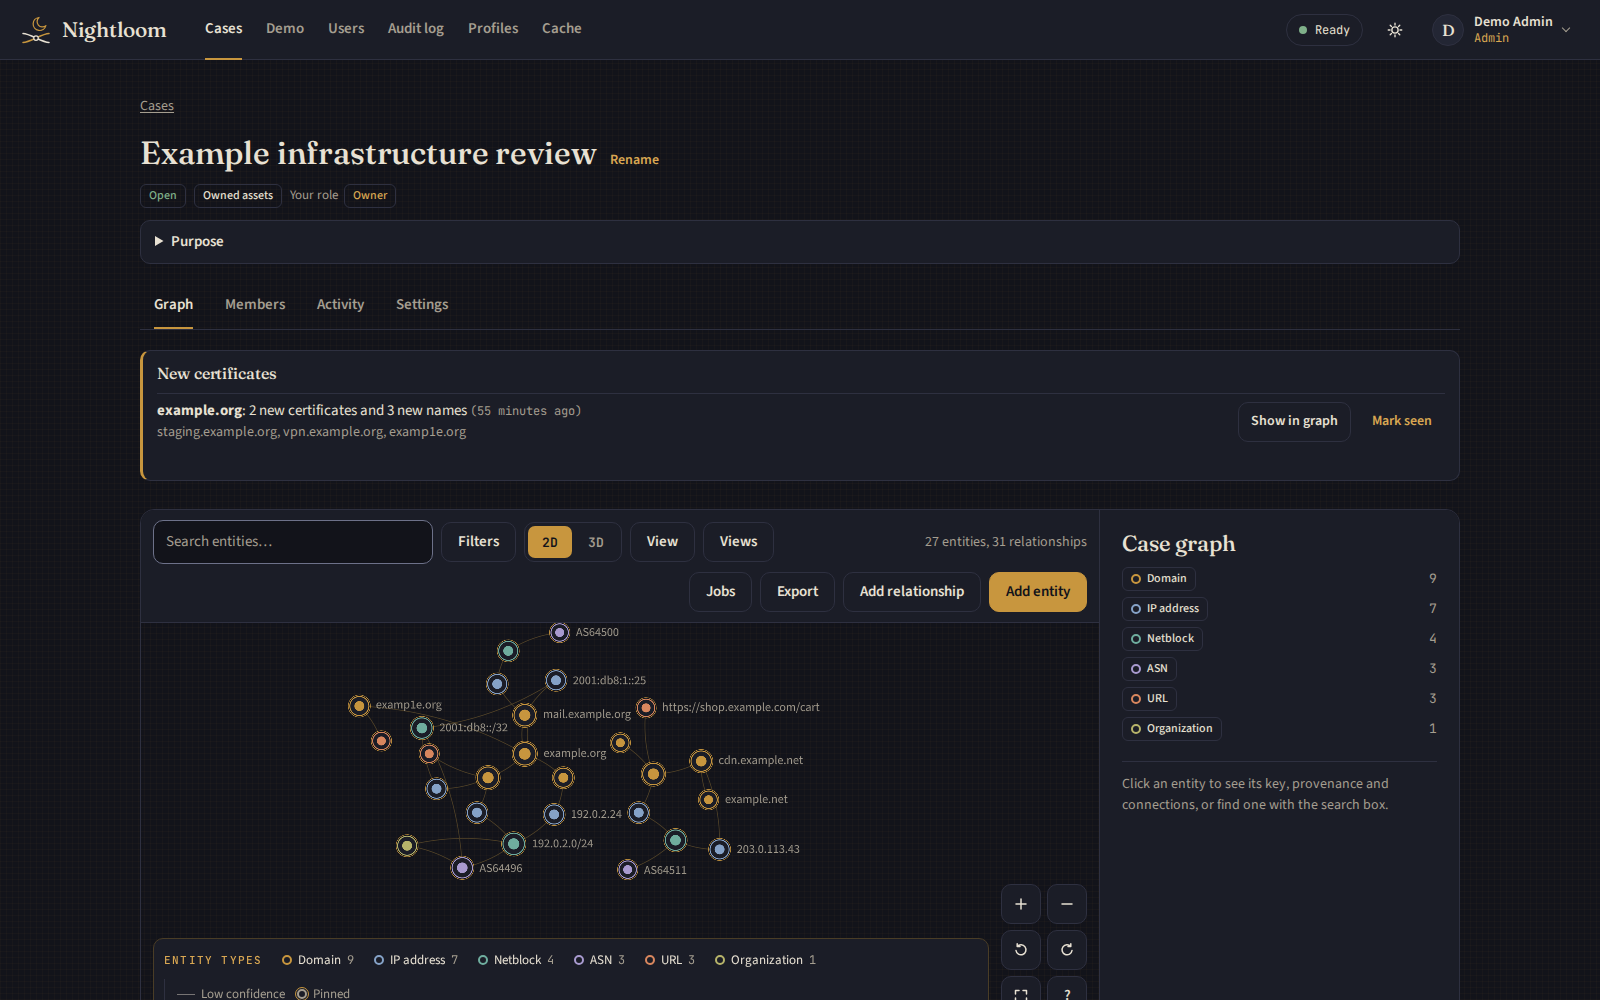 Nightloom Cases Demo Users Audit log Profiles Cache Ready D Demo Admin
Admin
Cases
Example infrastructure review Rename
Open Owned assets Your role Owner
Purpose
Graph Members Activity Settings
New certificates
example.org: 2 new certificates and 3 new names (55 minutes ago)
staging.example.org, vpn.example.org, examp1e.org
Show in graph Mark seen
Search entities… Filters 2D 3D View Views 27 entities, 31 relationships
Jobs Export Add relationship Add entity
AS64500
2001:db8:1::25
examp1e.org
mail.example.org
https://shop.example.com/cart
2001:db8::/32
example.org
cdn.example.net
example.net
192.0.2.24
192.0.2.0/24
203.0.113.43
AS64496
AS64511
+ −
ENTITY TYPES Domain 9 IP address 7 Netblock 4 ASN 3 URL 3 Organization 1
Low confidence Pinned
?
Case graph
Domain 9
IP address 7
Netblock 4
ASN 3
URL 3
Organization 1
Click an entity to see its key, provenance and
connections, or find one with the search box.